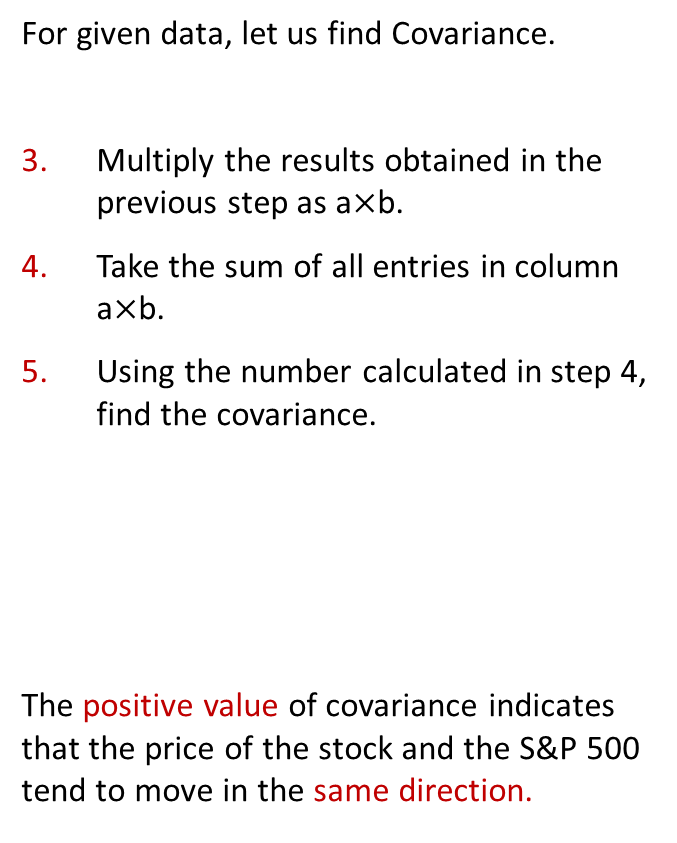 For given data, let us find Covariance.
3. Multiply the results obtained in the
previous step as a×b.
4. Take the sum of all entries in column
a×b.
5. Using the number calculated in step 4,
find the covariance.
The positive value of covariance indicates
that the price of the stock and the S&P 500
tend to move in the same direction.